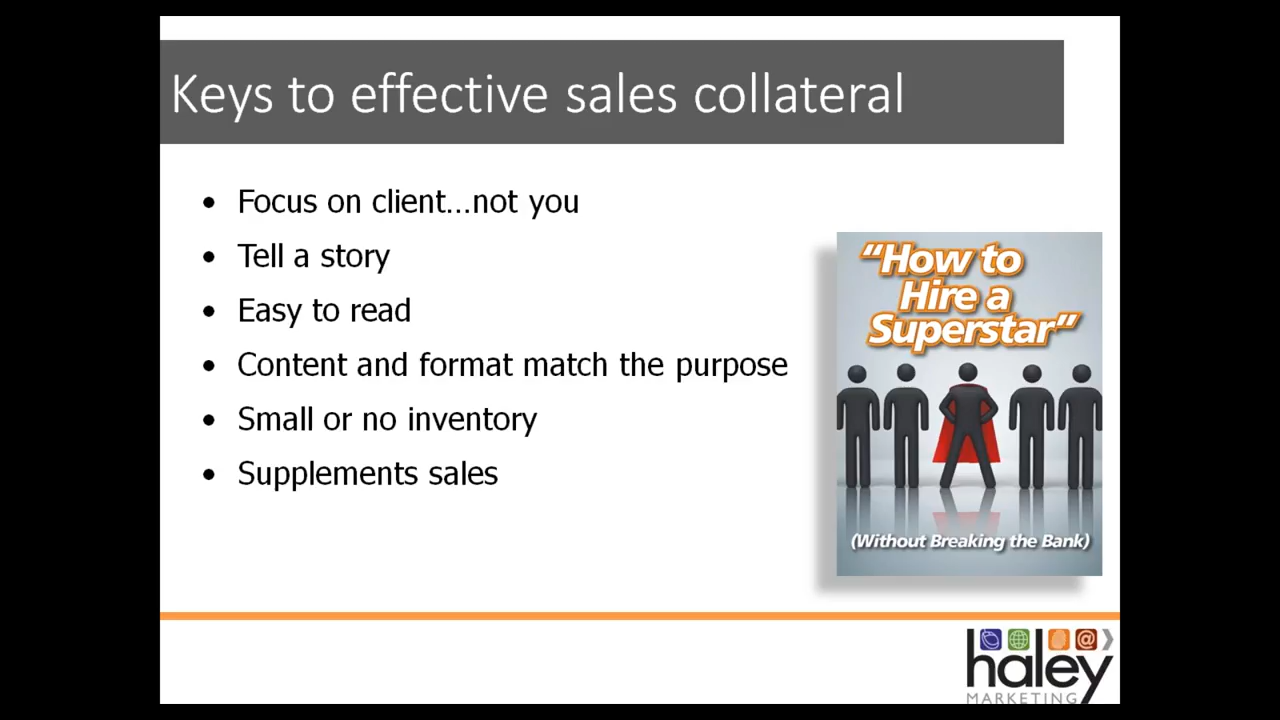 Keys to effective sales collateral
• Focus on client...not you
• Tell a story
• Easy to read
• Content and format match the purpose
• Small or no inventory
• Supplements sales
“How to
Hire a
Superstar”
(Without Breaking the Bank)
@
haley
MARKETING